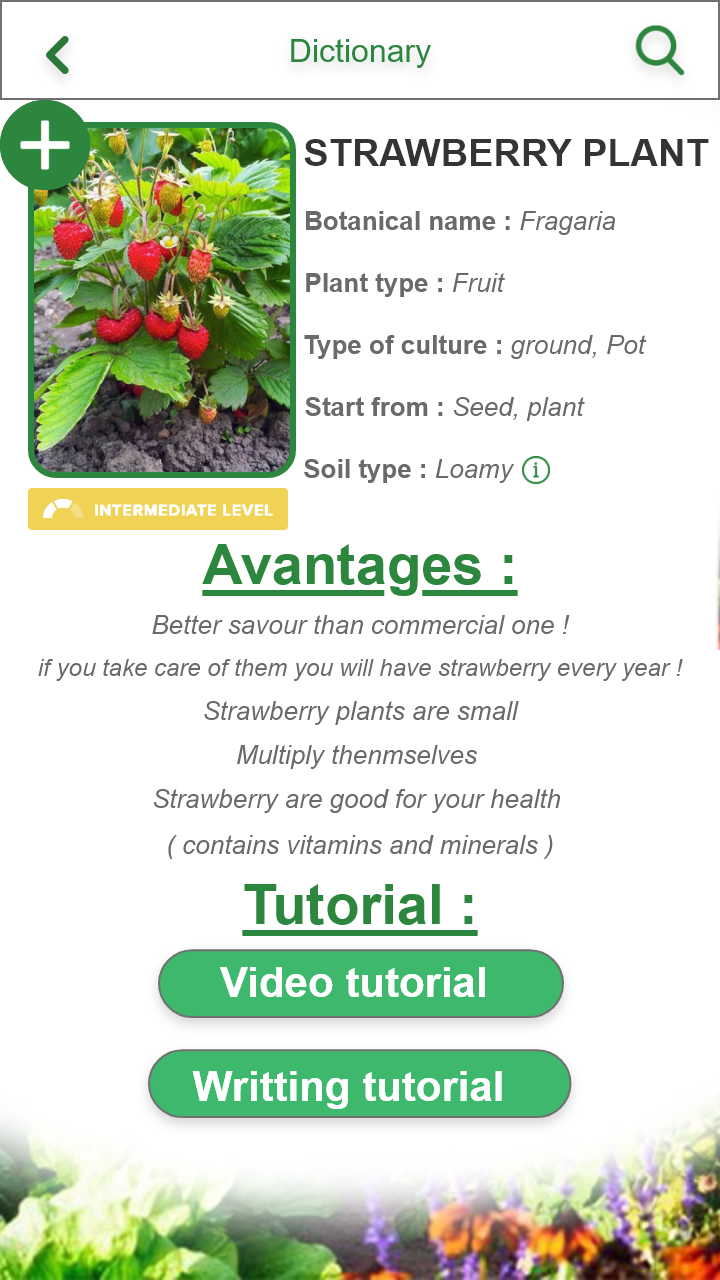 Dictionary
STRAWBERRY PLANT
Botanical name : Fragaria
Plant type : Fruit
Type of culture : ground, Pot
Start from : Seed, plant
Soil type : Loamy i
INTERMEDIATE LEVEL
Avantages :
Better savour than commercial one !
if you take care of them you will have strawberry every year !
Strawberry plants are small
Multiply thenmselves
Strawberry are good for your health
( contains vitamins and minerals )
Tutorial :
Video tutorial
Writting tutorial